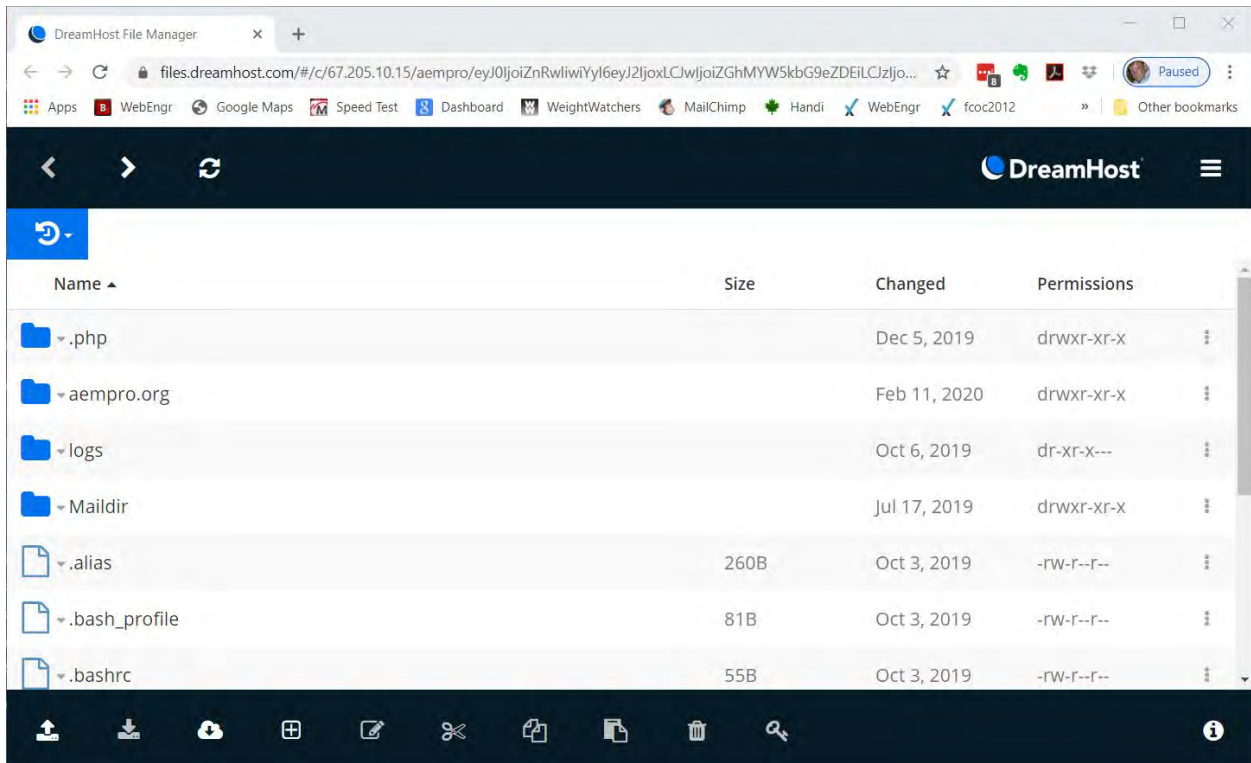 DreamHost File Manager
files.dreamhost.com/#/c/67.205.10.15/aempro/eyJ0IjoiZnRwIiwiYyI6eyJ2IjoxLCJwIjoiZGhMYW5kbG9eZDEiLCJzIjo...
8
Paused
Apps B WebEngr Google Maps Speed Test 8 Dashboard W WeightWatchers MailChimp Handi WebEngr fcoc2012 » Other bookmarks
DreamHost
Name Size Changed Permissions
.php Dec 5, 2019 drwxr-xr-x
aempro.org Feb 11, 2020 drwxr-xr-x
logs Oct 6, 2019 dr-xr-x---
Maildir Jul 17, 2019 drwxr-xr-x
.alias 260B Oct 3, 2019 -rw-r--r--
.bash_profile 81B Oct 3, 2019 -rw-r--r--
.bashrc 55B Oct 3, 2019 -rw-r--r--